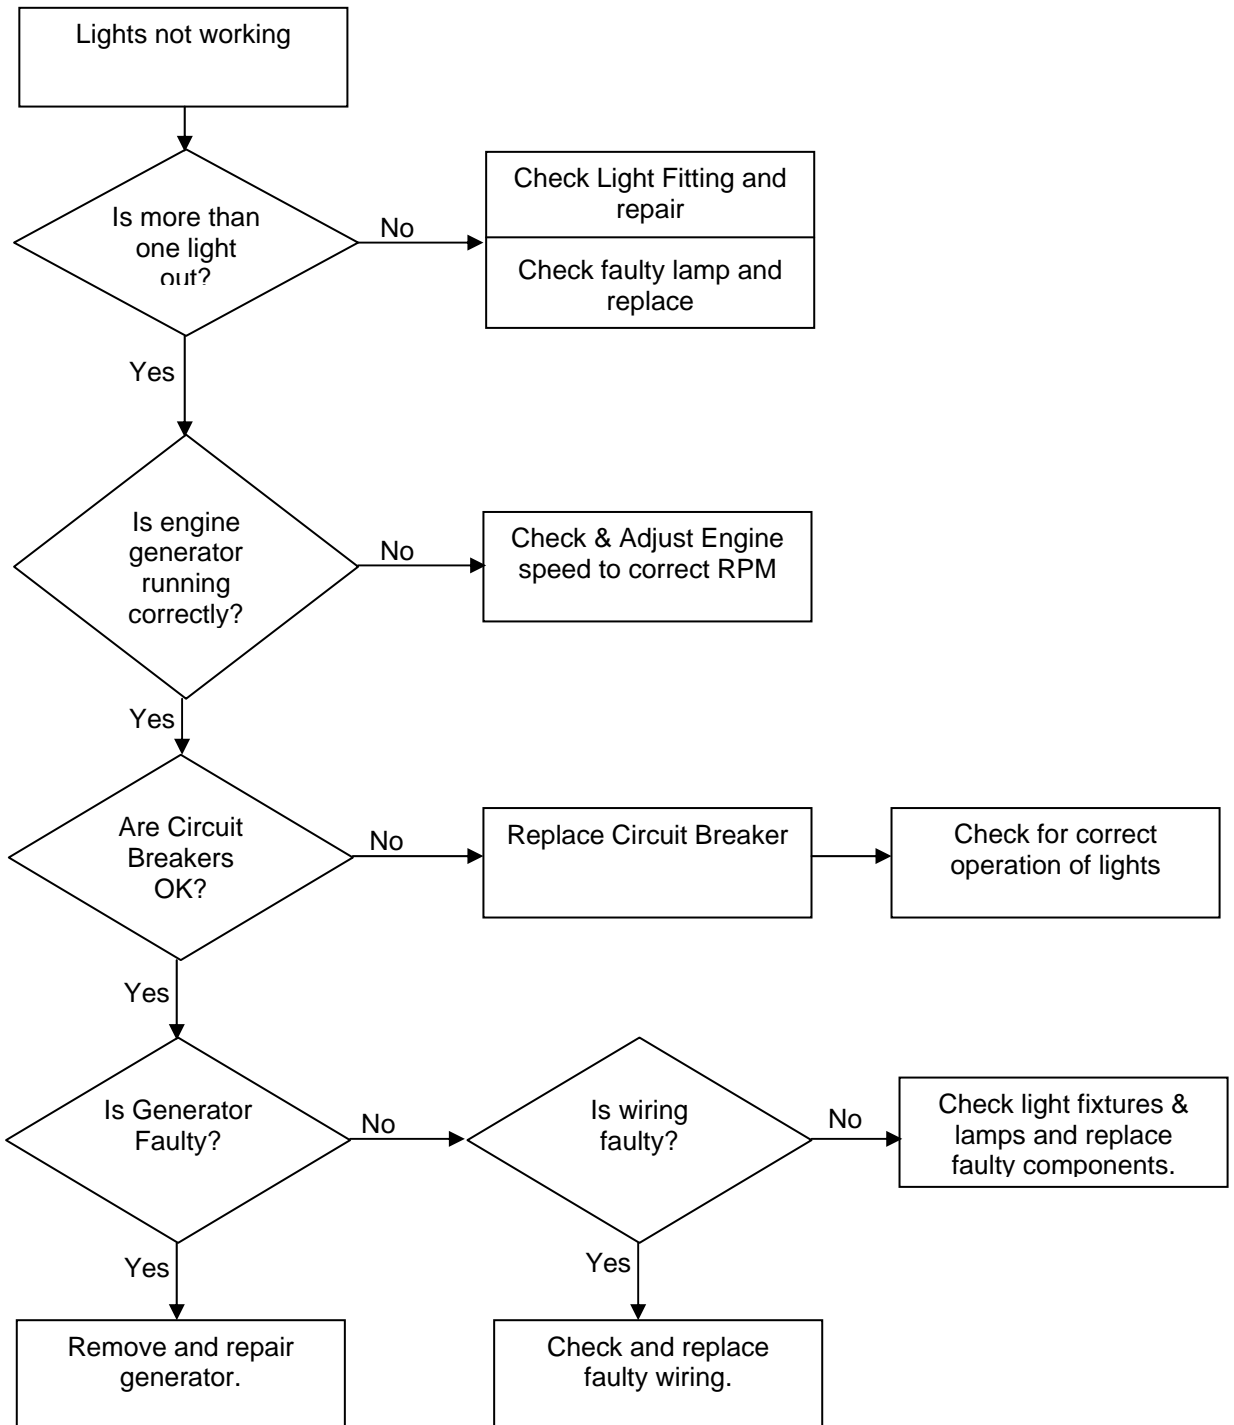 Lights not working
Is more than
one light
out?
No
Check Light Fitting and
repair
Check faulty lamp and
replace
Yes
Is engine
generator
running
correctly?
No
Check & Adjust Engine
speed to correct RPM
Yes
Are Circuit
Breakers
OK?
No
Replace Circuit Breaker
Check for correct
operation of lights
Yes
Is Generator
Faulty?
No
Is wiring
faulty?
No
Check light fixtures &
lamps and replace
faulty components.
Yes
Yes
Remove and repair
generator.
Check and replace
faulty wiring.